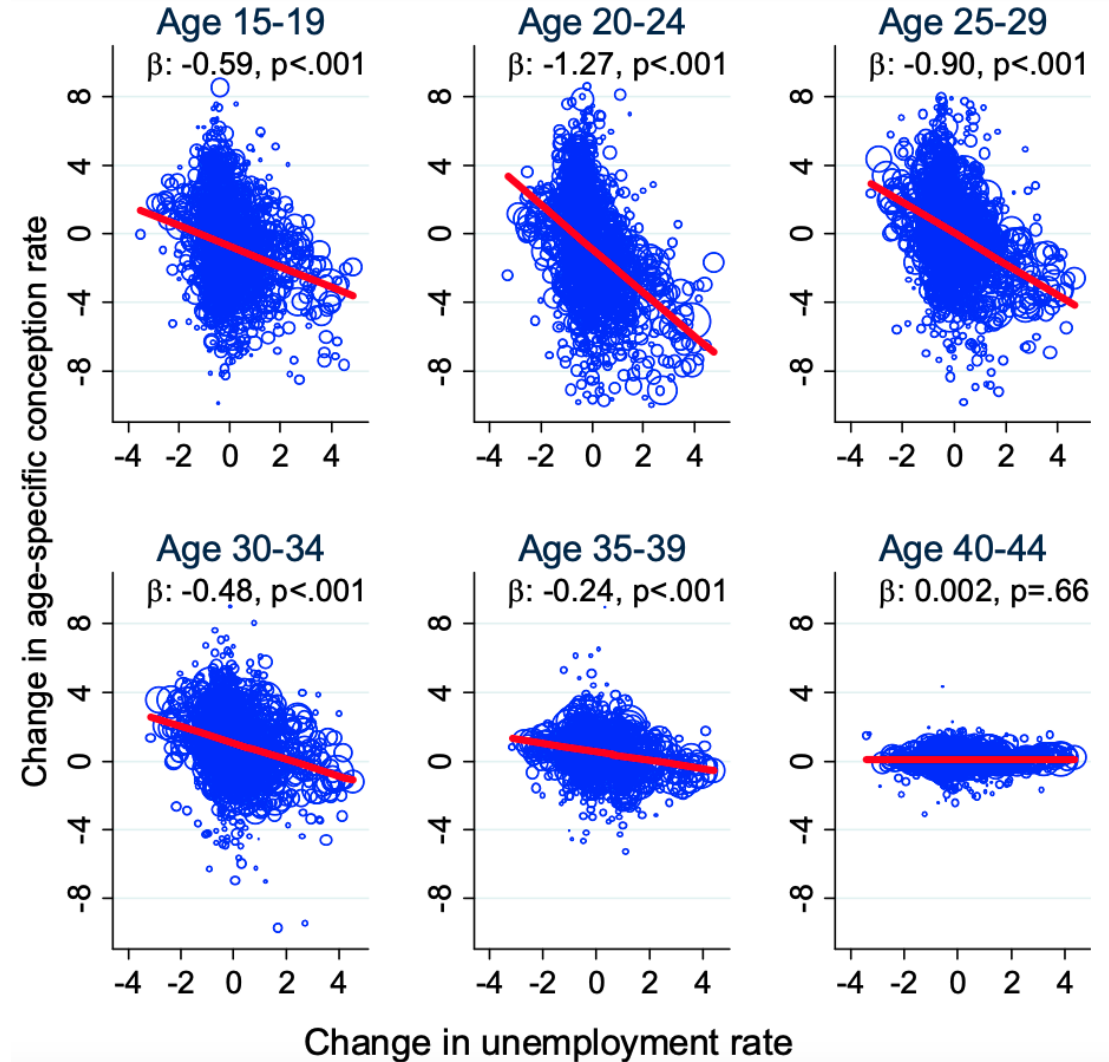 Age 15-19
β: -0.59, p<.001
8
4
0
-4
-8
-4 -2 0 2 4
Age 20-24
β: -1.27, p<.001
8
4
0
-4
-8
-4 -2 0 2 4
Age 25-29
β: -0.90, p<.001
8
4
0
-4
-8
-4 -2 0 2 4
Change in age-specific conception rate
Age 30-34
β: -0.48, p<.001
8
4
0
-4
-8
-4 -2 0 2 4
Age 35-39
β: -0.24, p<.001
8
4
0
-4
-8
-4 -2 0 2 4
Age 40-44
β: 0.002, p=.66
8
4
0
-4
-8
-4 -2 0 2 4
Change in unemployment rate